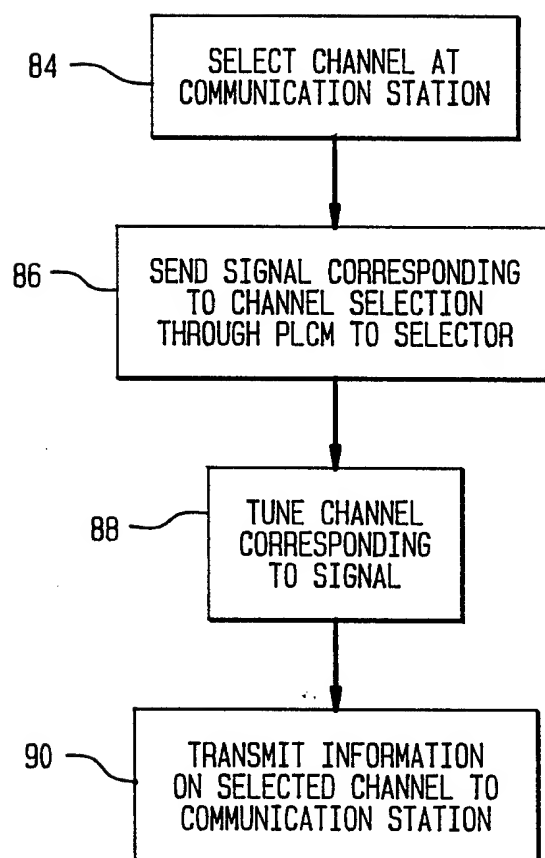 84
SELECT CHANNEL AT
COMMUNICATION STATION
86
SEND SIGNAL CORRESPONDING
TO CHANNEL SELECTION
THROUGH PLCM TO SELECTOR
88
TUNE CHANNEL
CORRESPONDING
TO SIGNAL
90
TRANSMIT INFORMATION
ON SELECTED CHANNEL TO
COMMUNICATION STATION